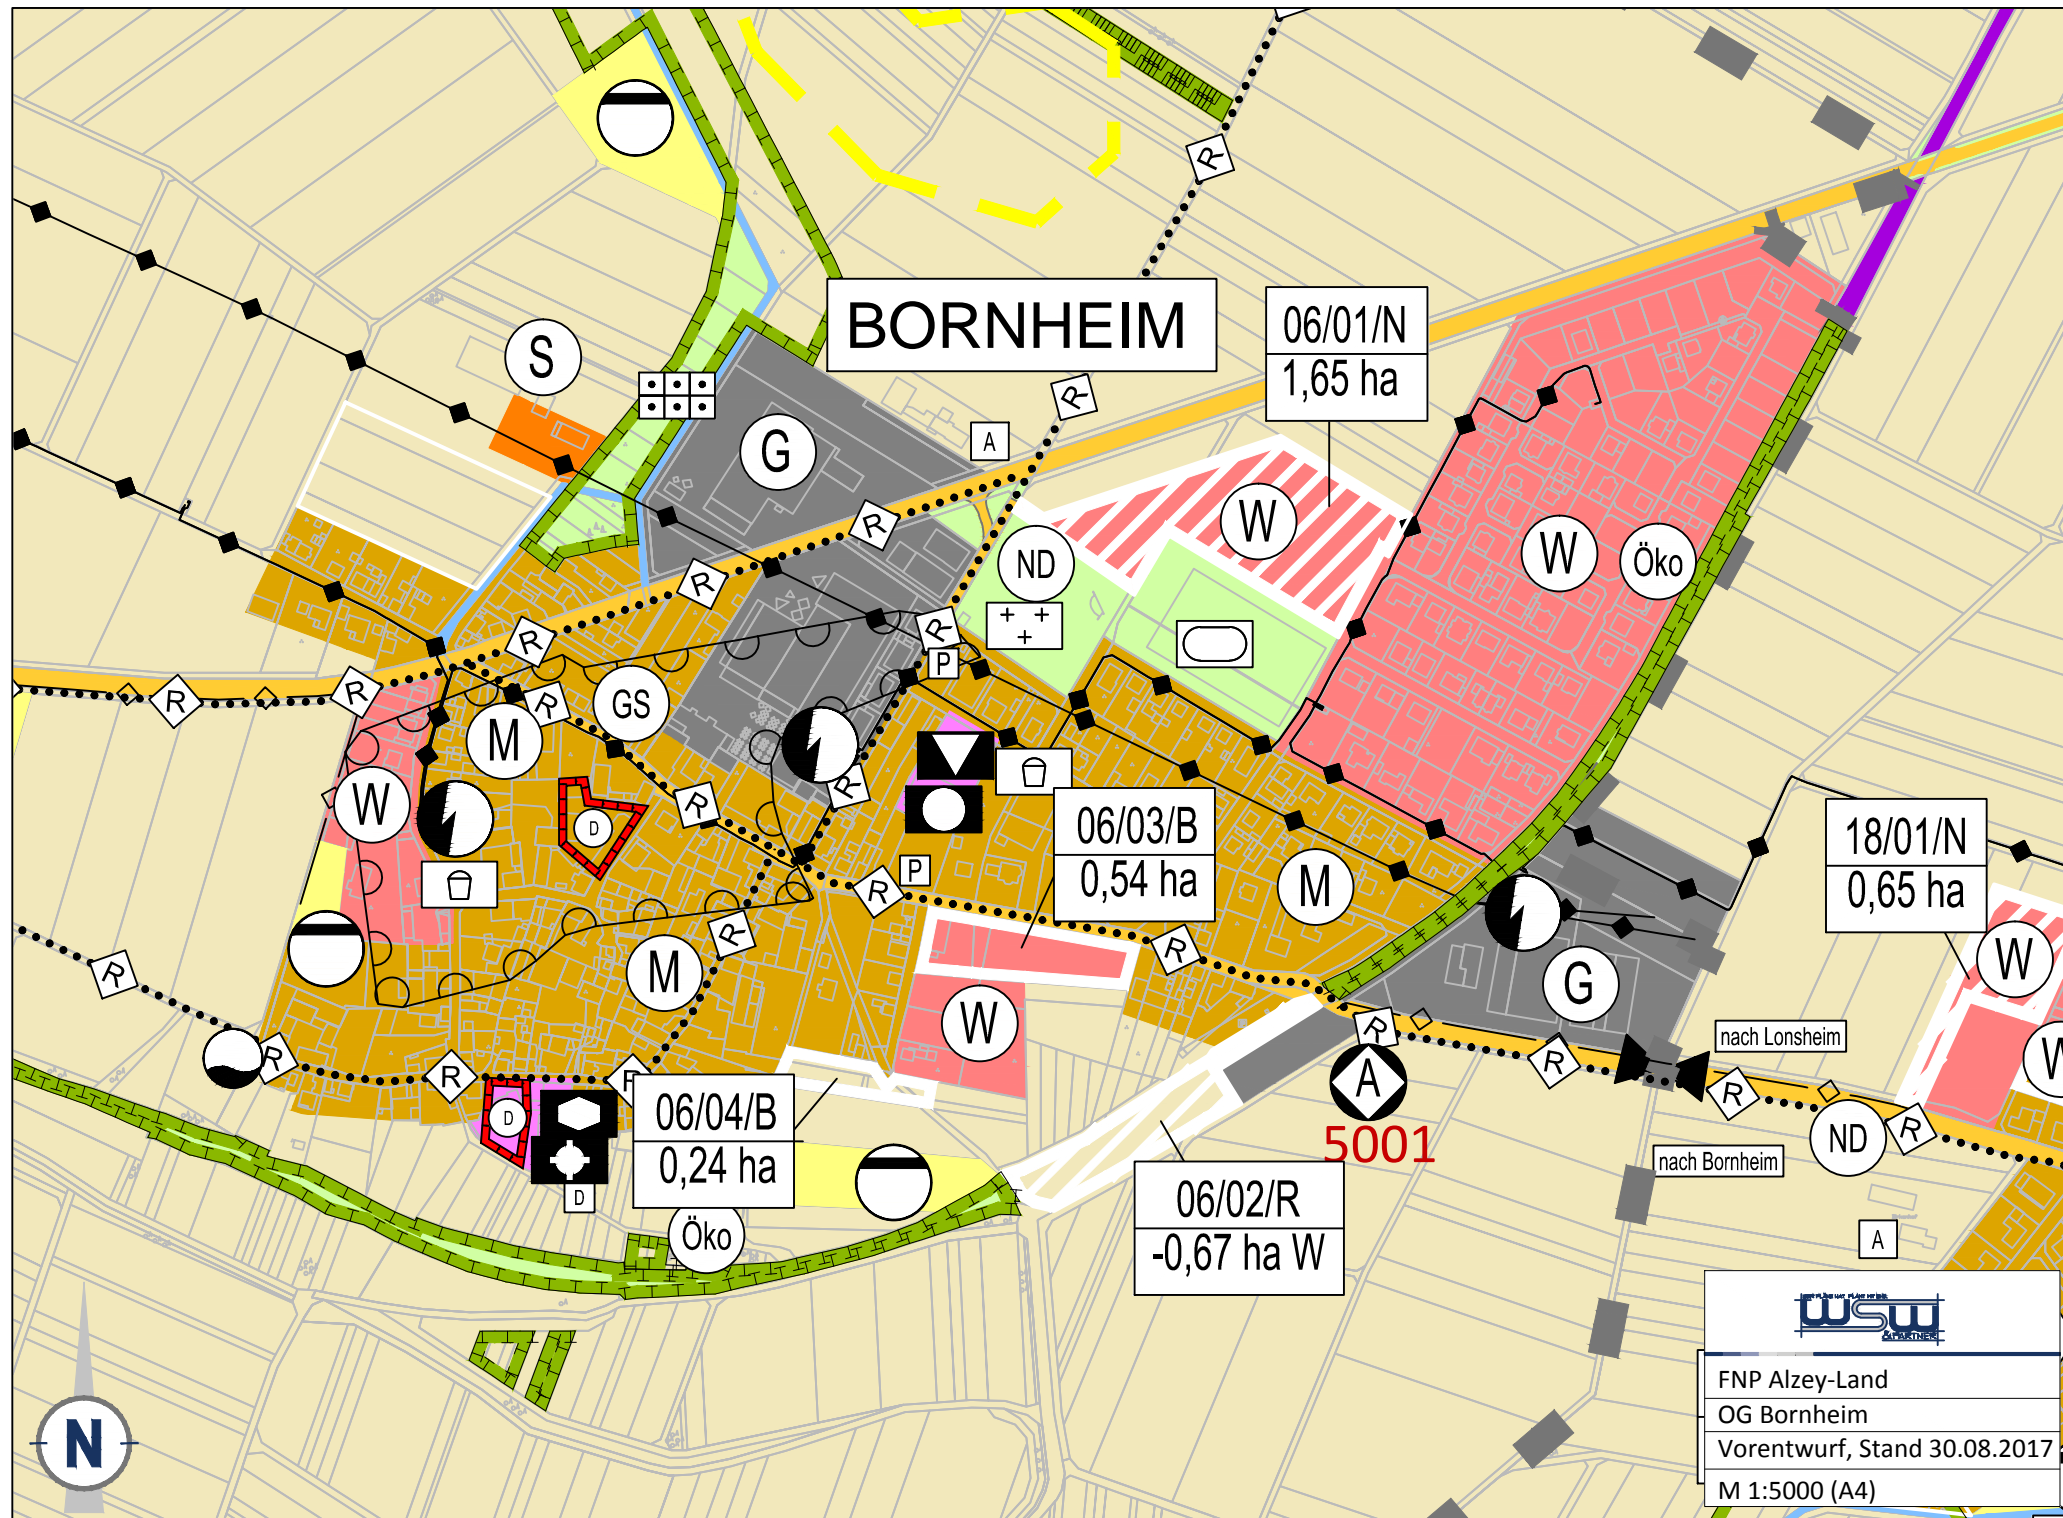 BORNHEIM
06/01/N
1,65 ha
S
G
A
W
ND
W
Öko
R
R
R
R
R
R
R
R
R
R
P
GS
M
W
D
06/03/B
0,54 ha
M
18/01/N
0,65 ha
W
P
R
R
R
R
M
W
G
R
R
R
R
R
W
nach Lonsheim
A
5001
R
R
R
R
ND
nach Bornheim
D
D
06/04/B
0,24 ha
Öko
06/02/R
-0,67 ha W
A
N
WSW
&PARTNER
FNP Alzey-Land
OG Bornheim
Vorentwurf, Stand 30.08.2017
M 1:5000 (A4)